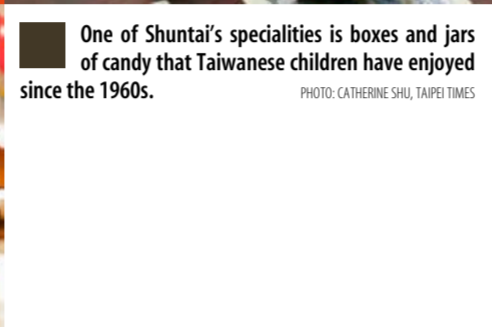 One of Shuntai's specialities is boxes and jars
of candy that Taiwanese children have enjoyed
since the 1960s.
PHOTO: CATHERINE SHU, TAIPEI TIMES